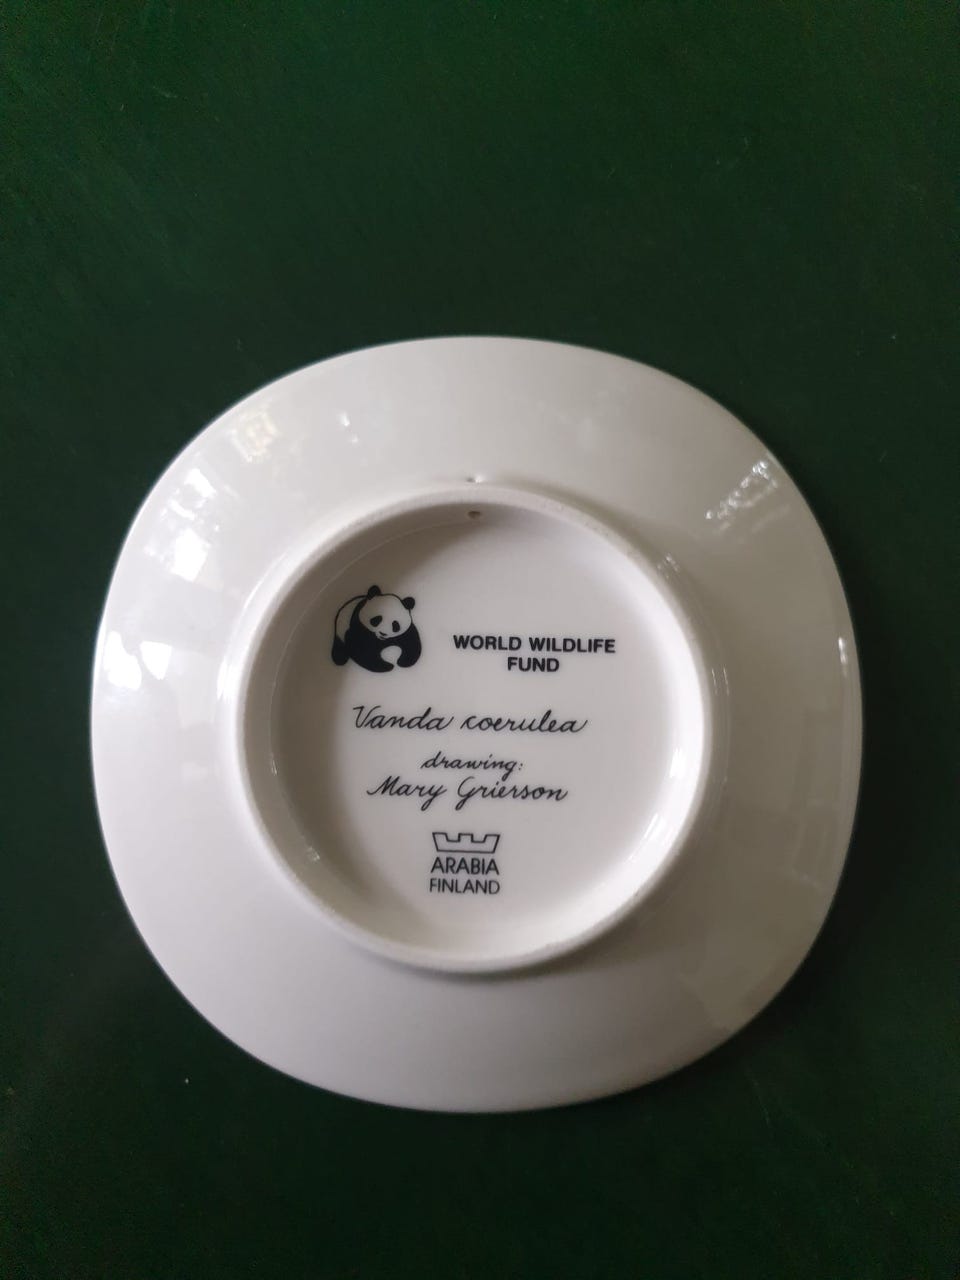 WORLD WILDLIFE
FUND
Vanda coerulea
drawing:
Mary Grierson
ARABIA
FINLAND